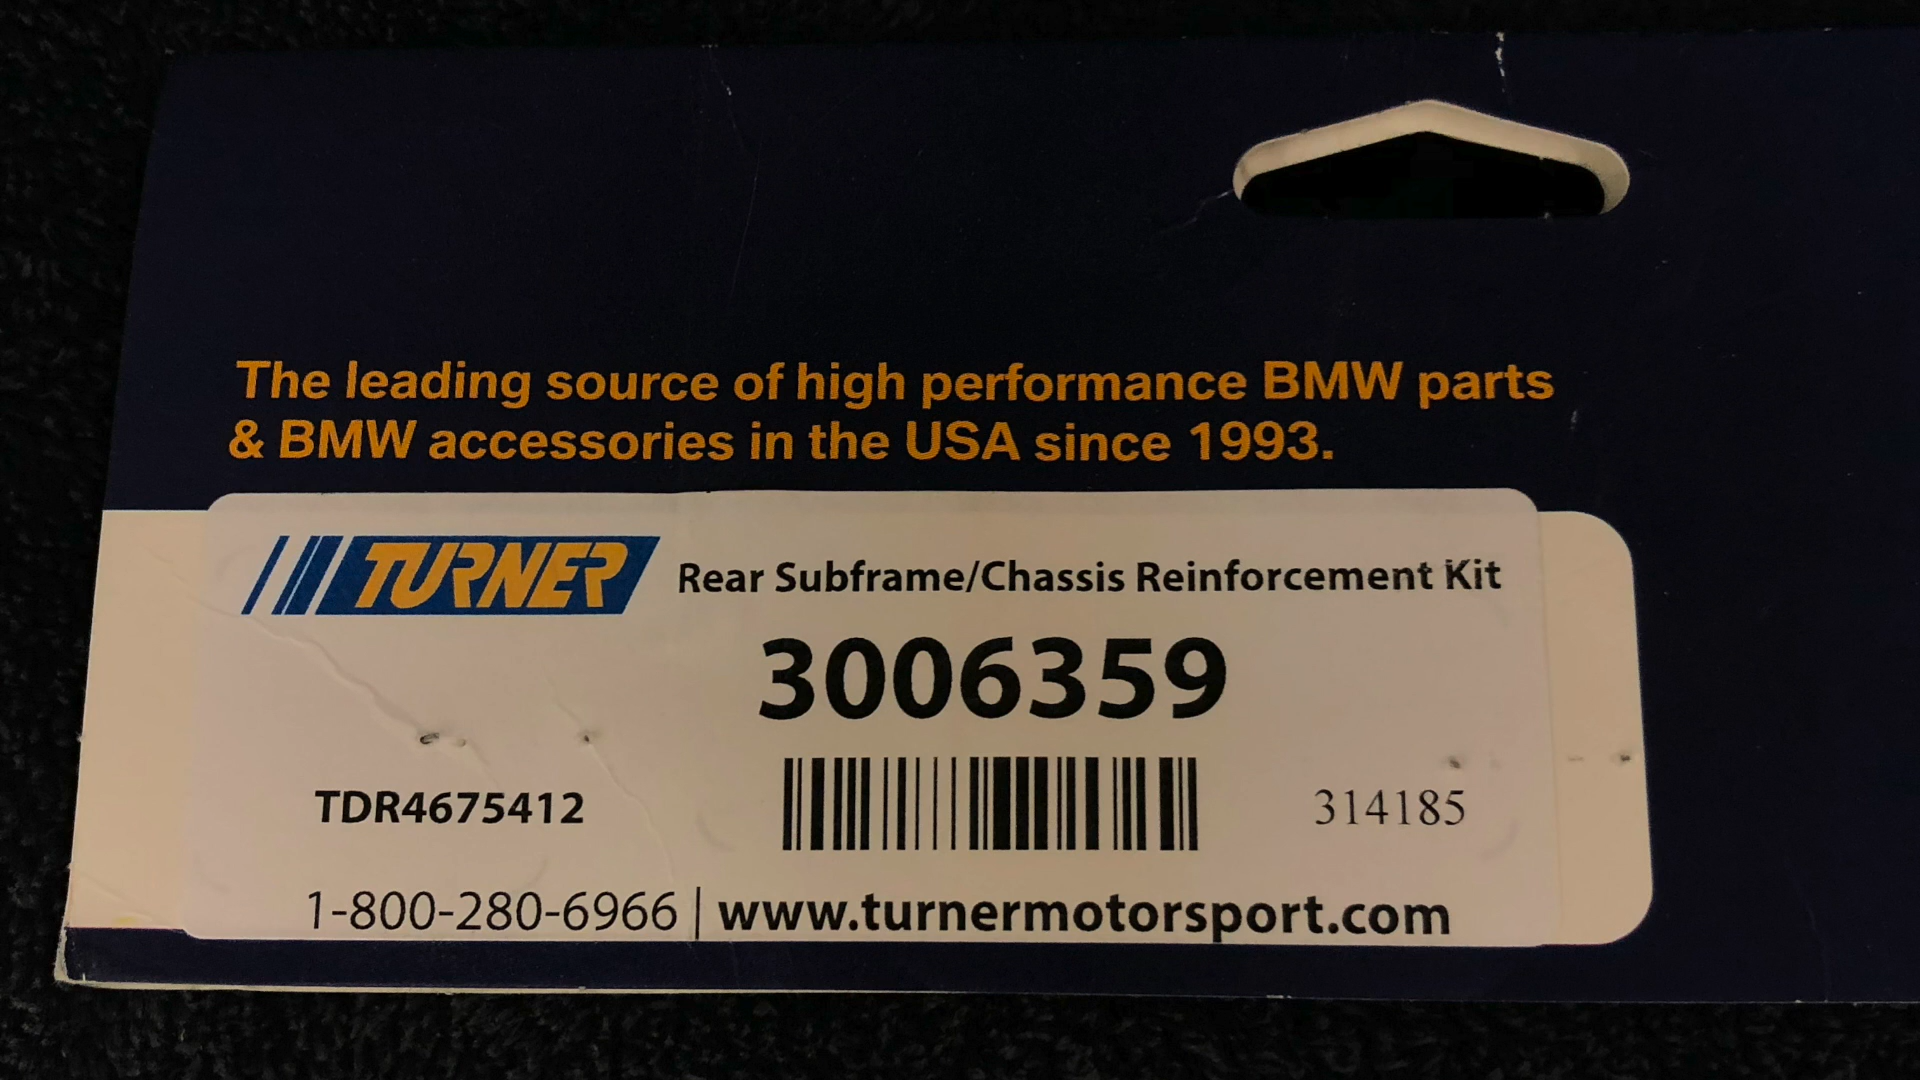 The leading source of high performance BMW parts
& BMW accessories in the USA since 1993.
TURNER Rear Subframe/Chassis Reinforcement Kit
3006359
TDR4675412 314185
1-800-280-6966 | www.turnermotorsport.com